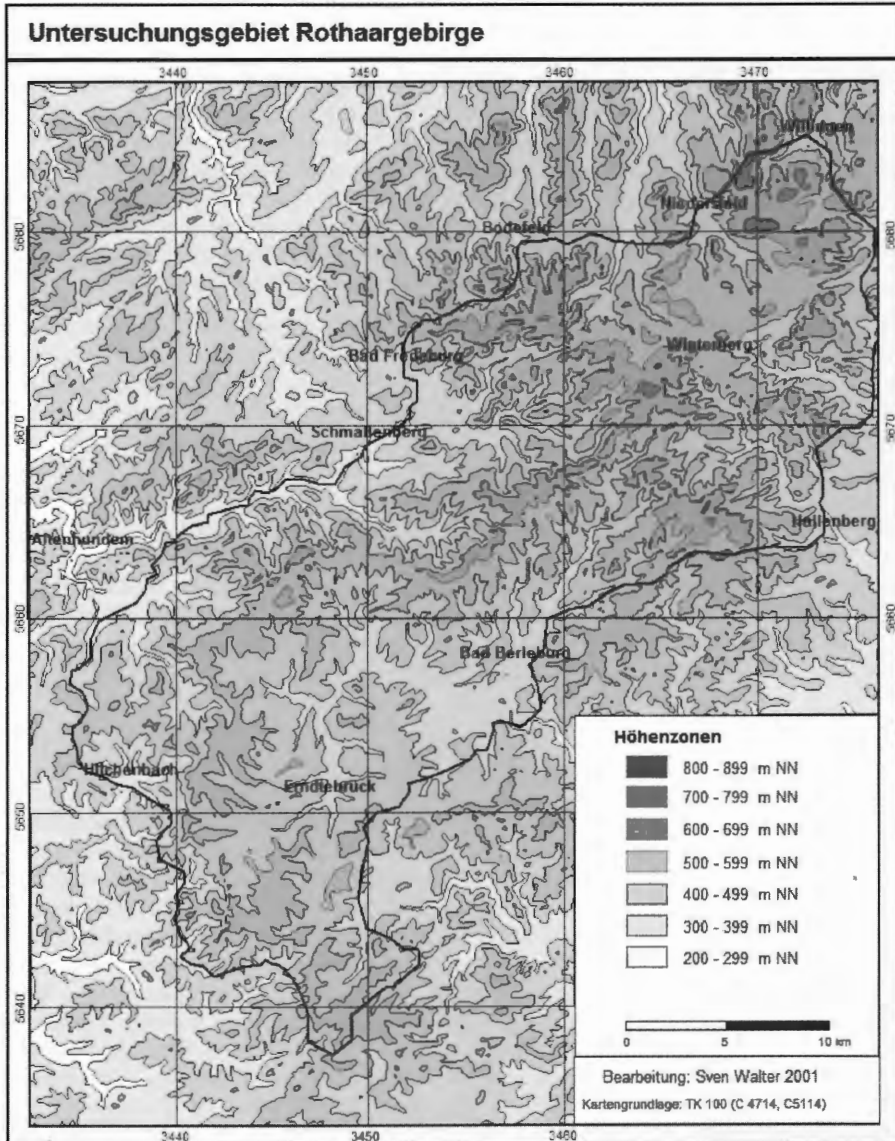 Untersuchungsgebiet Rothaargebirge
3440 3450 3460 3470
Willingen
Niedersfeld
Bödefeld
5680 5680
Winterberg
Bad Fredeburg
Schmallenberg
5670 5670
Hallenberg
Altenhundem
5660 5660
Bad Berleburg
Höhenzonen
800 - 899 m NN
Hilchenbach
Erndtebrück
700 - 799 m NN
5650
600 - 699 m NN
500 - 599 m NN
400 - 499 m NN
300 - 399 m NN
200 - 299 m NN
5640
0 5 10 km
Bearbeitung: Sven Walter 2001
Kartengrundlage: TK 100 (C 4714, C5114)
3440 3450 3460